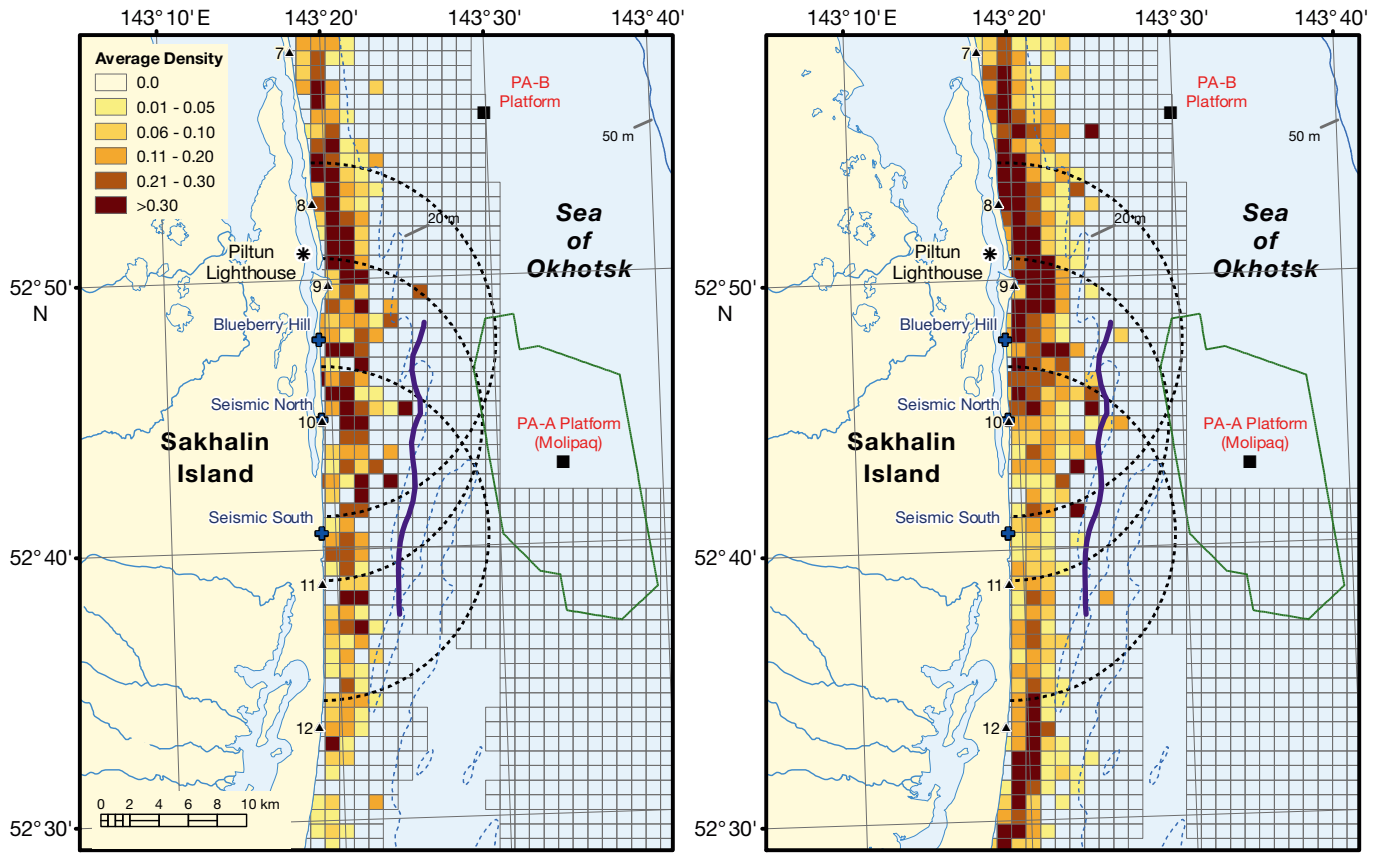 143°10' E 143°20' 143°30' 143°40'
Average Density
0.0
0.01 - 0.05
0.06 - 0.10
0.11 - 0.20
0.21 - 0.30
>0.30
7
PA-B
Platform
50 m
8
20 m
Sea
of
Okhotsk
Piltun
Lighthouse
9
52°50'
N
Blueberry Hill
Seismic North
10
PA-A Platform
(Molipaq)
Sakhalin
Island
Seismic South
52°40'
11
12
0 2 4 6 8 10 km
52°30'
143°10' E 143°20' 143°30' 143°40'
7
PA-B
Platform
50 m
8
20 m
Sea
of
Okhotsk
Piltun
Lighthouse
9
52°50'
N
Blueberry Hill
Seismic North
10
PA-A Platform
(Molipaq)
Sakhalin
Island
Seismic South
52°40'
11
12
52°30'